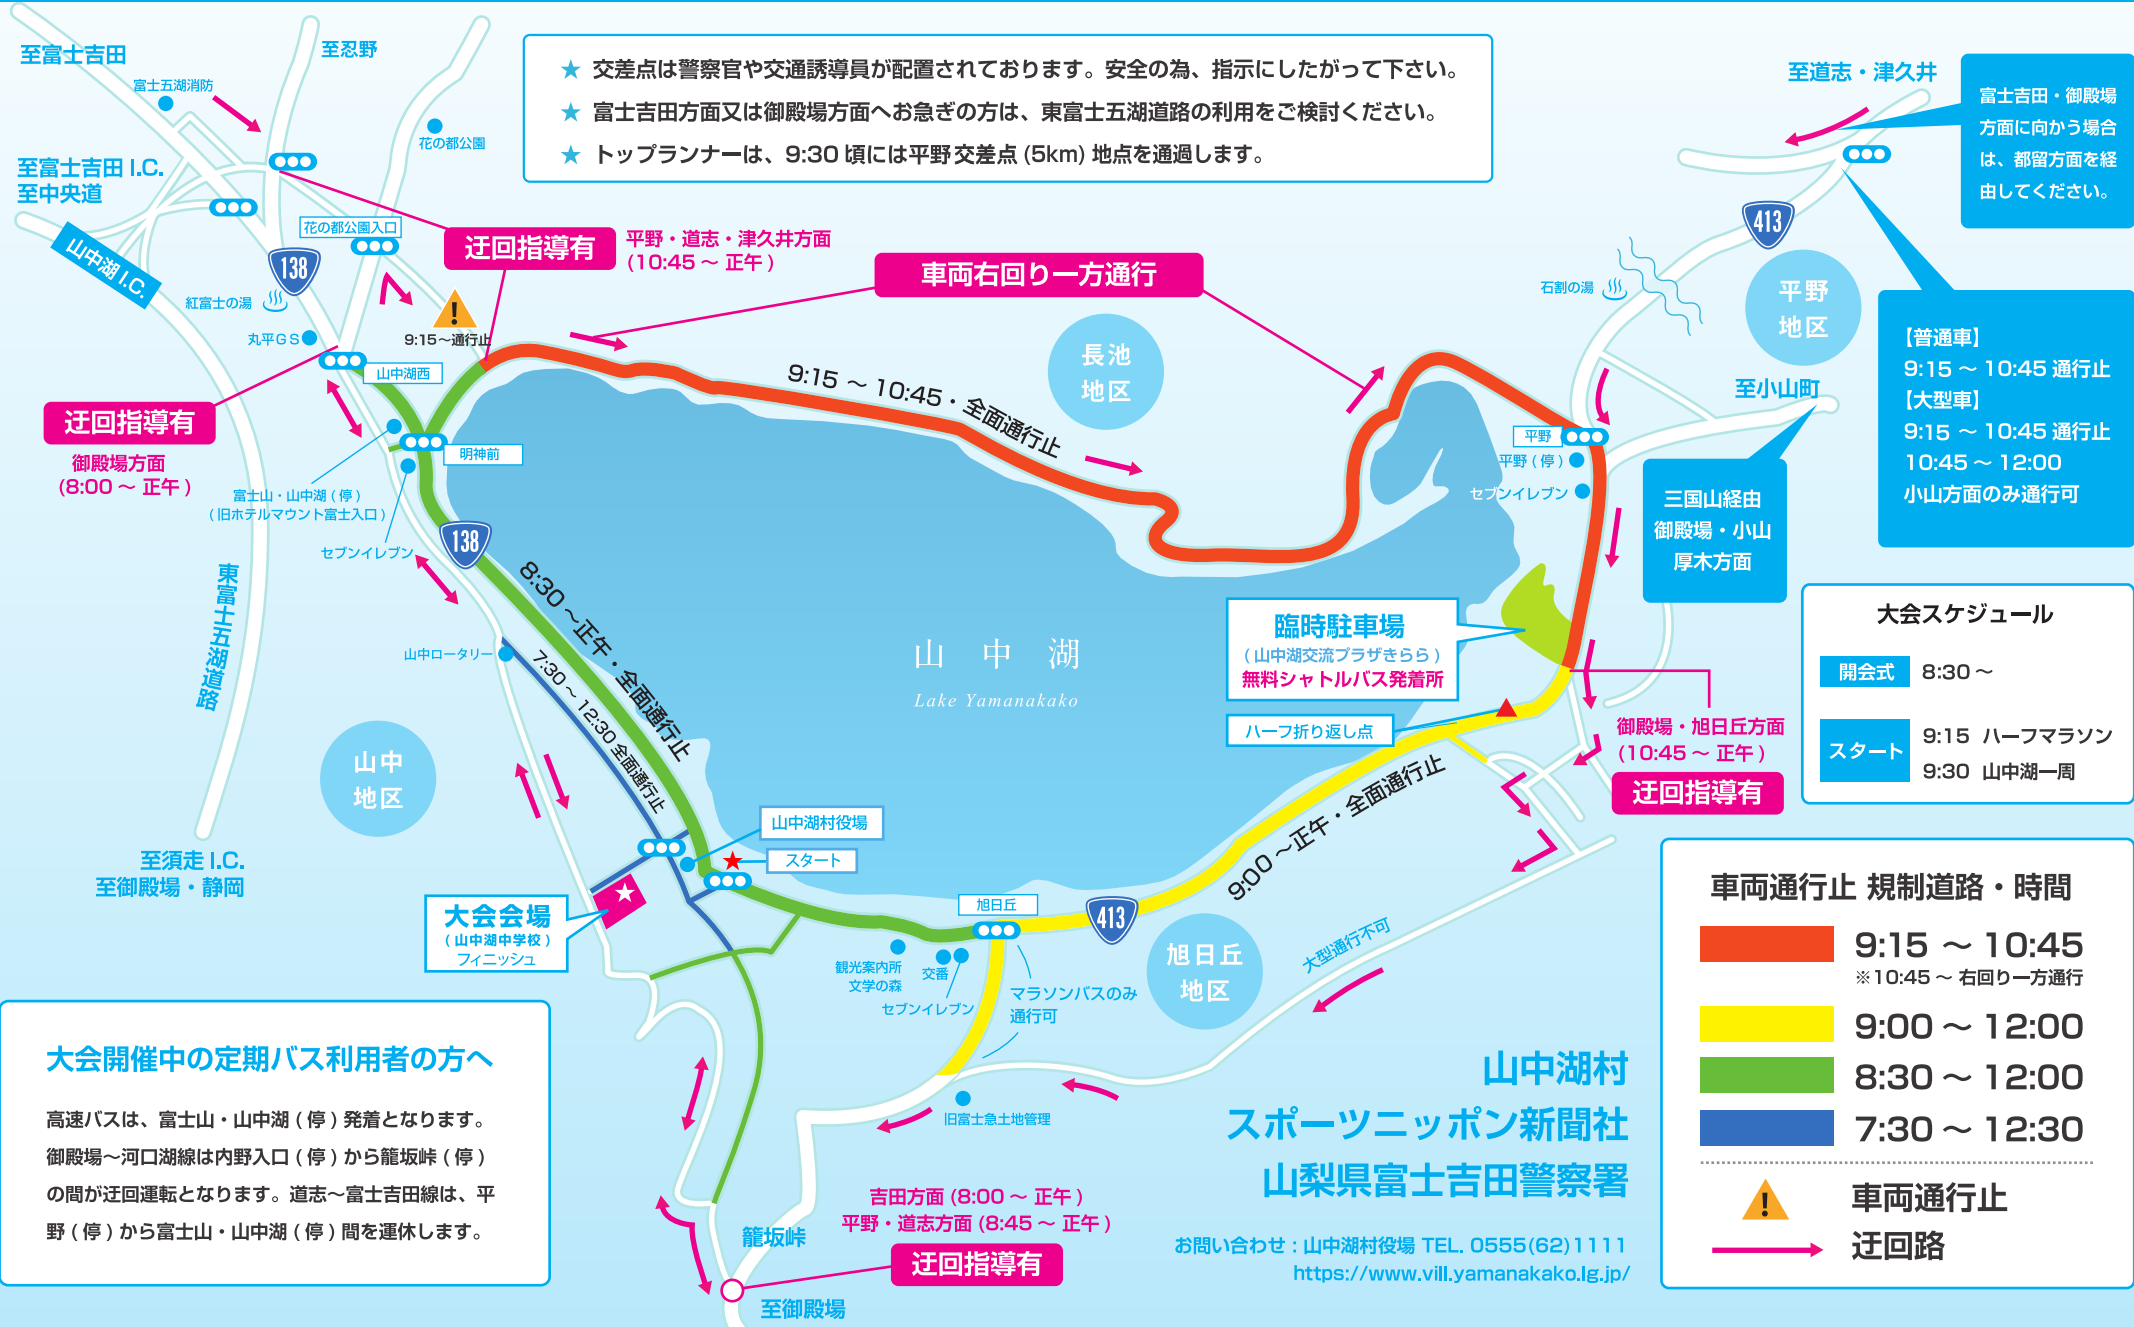 至富士吉田
至忍野
富士五湖消防
花の都公園
★ 交差点は警察官や交通誘導員が配置されております。安全の為、指示にしたがって下さい。
★ 富士吉田方面又は御殿場方面へお急ぎの方は、東富士五湖道路の利用をご検討ください。
★ トップランナーは、9:30 頃には平野交差点 (5km) 地点を通過します。
至道志・津久井
富士吉田・御殿場
方面に向かう場合
は、都留方面を経
由してください。
至富士吉田 I.C.
至中央道
山中湖 I.C.
花の都公園入口
138
紅富士の湯
丸平GS
迂回指導有
平野・道志・津久井方面
(10:45 ～ 正午 )
!
9:15～通行止
車両右回り一方通行
長池
地区
9:15 ～ 10:45・全面通行止
413
石割の湯
平野
地区
【普通車】
9:15 ～ 10:45 通行止
【大型車】
9:15 ～ 10:45 通行止
10:45 ～ 12:00
小山方面のみ通行可
至小山町
三国山経由
御殿場・小山
厚木方面
平野
平野 ( 停 )
セブンイレブン
山中湖西
迂回指導有
御殿場方面
(8:00 ～ 正午 )
明神前
富士山・山中湖 ( 停 )
( 旧ホテルマウント富士入口 )
セブンイレブン
138
東富士五湖道路
8:30 ～正午・全面通行止
7:30 ～ 12:30 全面通行止
山中ロータリー
山中湖
Lake Yamanakako
臨時駐車場
( 山中湖交流プラザきらら )
無料シャトルバス発着所
ハーフ折り返し点
御殿場・旭日丘方面
(10:45 ～ 正午 )
迂回指導有
大会スケジュール
開会式 8:30 ～
スタート
9:15 ハーフマラソン
9:30 山中湖一周
山中
地区
至須走 I.C.
至御殿場・静岡
山中湖村役場
スタート
大会会場
( 山中湖中学校 )
フィニッシュ
旭日丘
413
9:00 ～正午・全面通行止
旭日丘
地区
大型通行不可
観光案内所
文学の森
交番
セブンイレブン
マラソンバスのみ
通行可
旧富士急土地管理
車両通行止 規制道路・時間
9:15 ～ 10:45
※10:45 ～ 右回り一方通行
9:00 ～ 12:00
8:30 ～ 12:00
7:30 ～ 12:30
! 車両通行止
迂回路
大会開催中の定期バス利用者の方へ
高速バスは、富士山・山中湖 ( 停 ) 発着となります。
御殿場～河口湖線は内野入口 ( 停 ) から籠坂峠 ( 停 )
の間が迂回運転となります。道志～富士吉田線は、平
野 ( 停 ) から富士山・山中湖 ( 停 ) 間を運休します。
吉田方面 (8:00 ～ 正午 )
平野・道志方面 (8:45 ～ 正午 )
迂回指導有
籠坂峠
至御殿場
山中湖村
スポーツニッポン新聞社
山梨県富士吉田警察署
お問い合わせ : 山中湖村役場 TEL. 0555(62)1111
https://www.vill.yamanakako.lg.jp/